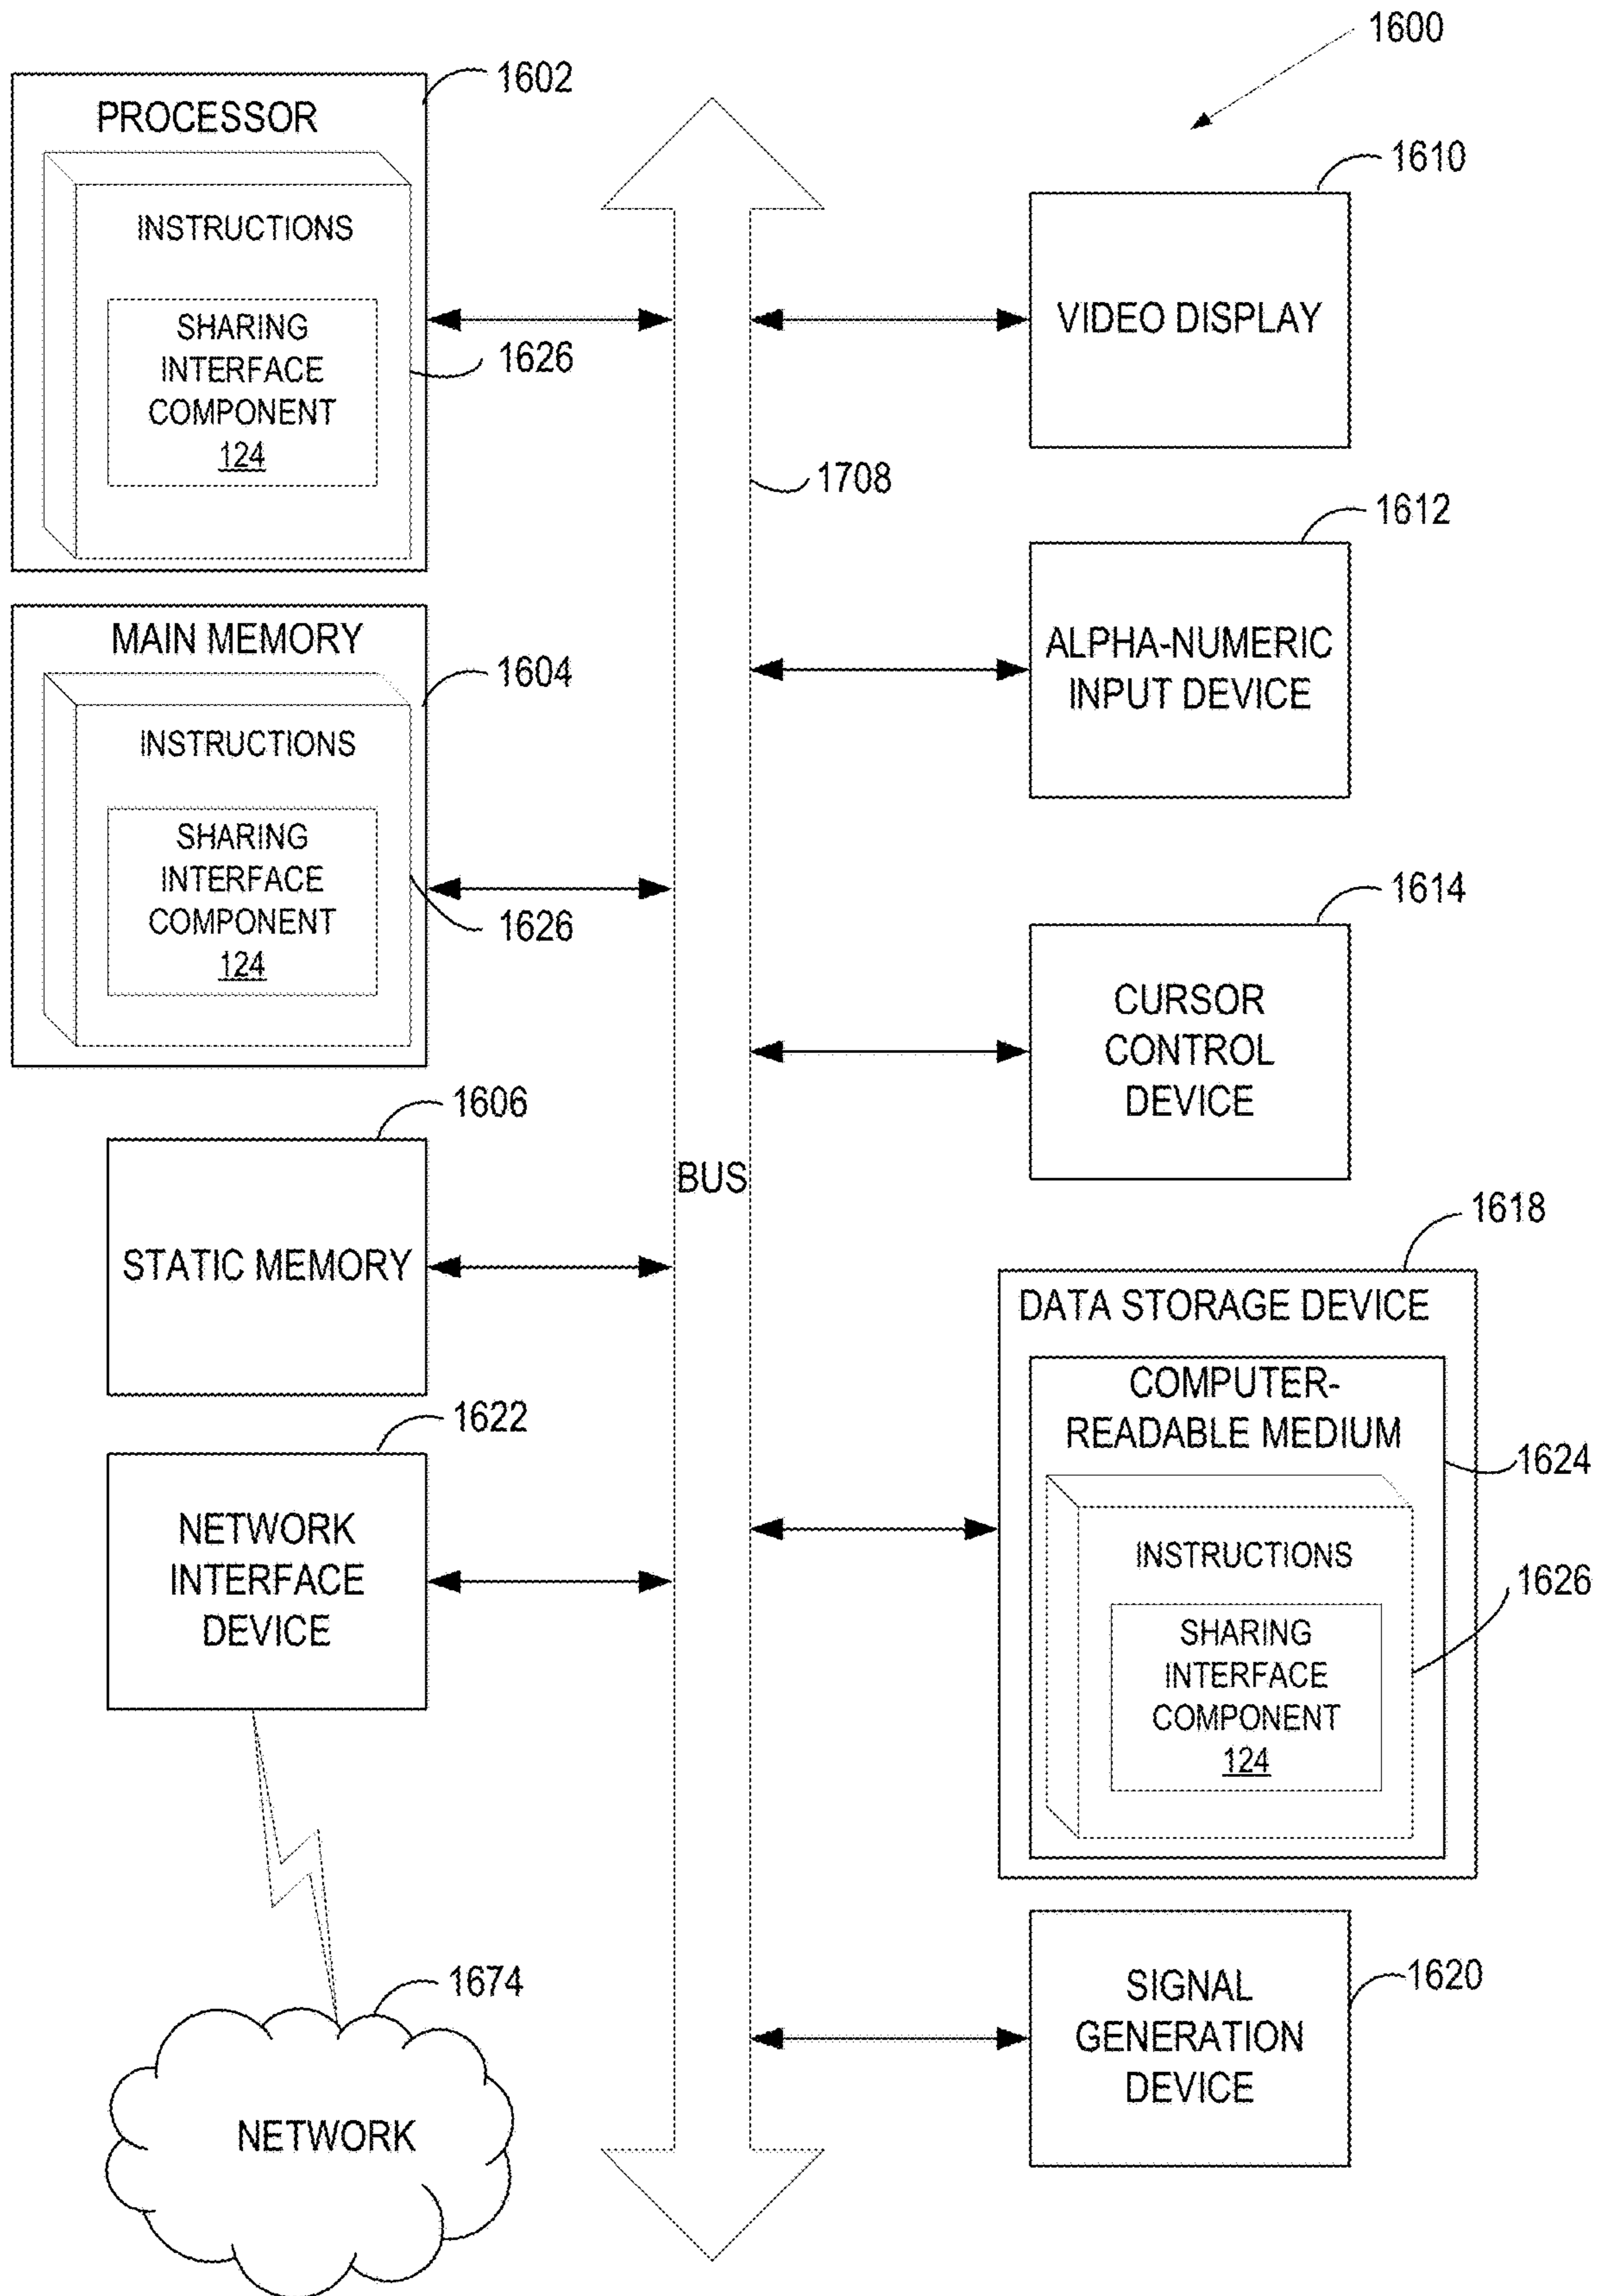 1600
1602
PROCESSOR
INSTRUCTIONS
SHARING
INTERFACE
COMPONENT
124
1626
MAIN MEMORY
1604
INSTRUCTIONS
SHARING
INTERFACE
COMPONENT
124
1626
1606
STATIC MEMORY
1622
NETWORK
INTERFACE
DEVICE
1674
NETWORK
1708
BUS
1610
VIDEO DISPLAY
1612
ALPHA-NUMERIC
INPUT DEVICE
1614
CURSOR
CONTROL
DEVICE
1618
DATA STORAGE DEVICE
COMPUTER-
READABLE MEDIUM
1624
INSTRUCTIONS
1626
SHARING
INTERFACE
COMPONENT
124
SIGNAL
GENERATION
DEVICE
1620